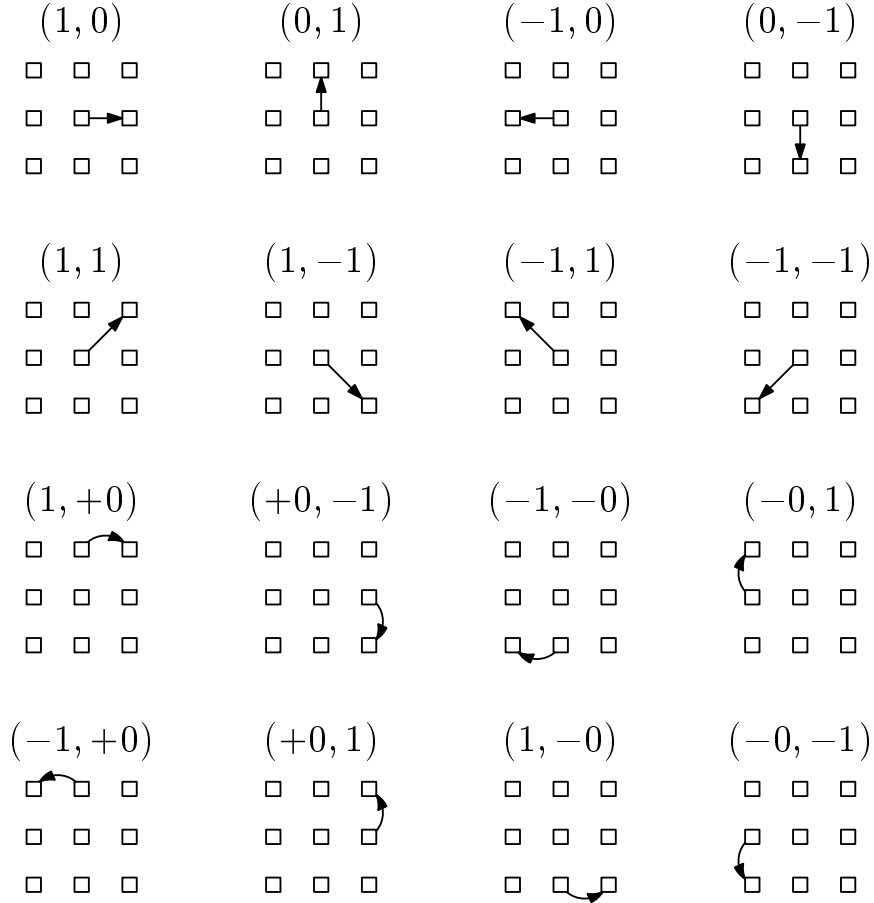 (1, 0) (0, 1) (−1, 0) (0, −1)
(1, 1) (1, −1) (−1, 1) (−1, −1)
(1, +0) (+0, −1) (−1, −0) (−0, 1)
(−1, +0) (+0, 1) (1, −0) (−0, −1)